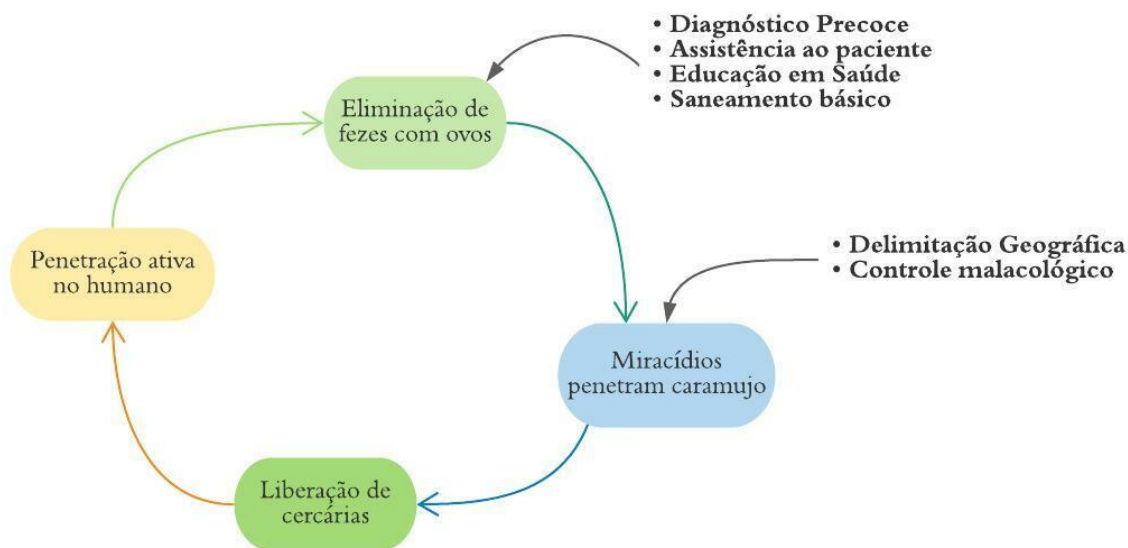 • Diagnóstico Precoce
• Assistência ao paciente
• Educação em Saúde
• Saneamento básico
Eliminação de
fezes com ovos
• Delimitação Geográfica
• Controle malacológico
Penetração ativa
no humano
Miracídios
penetram caramujo
Liberação de
cercárias